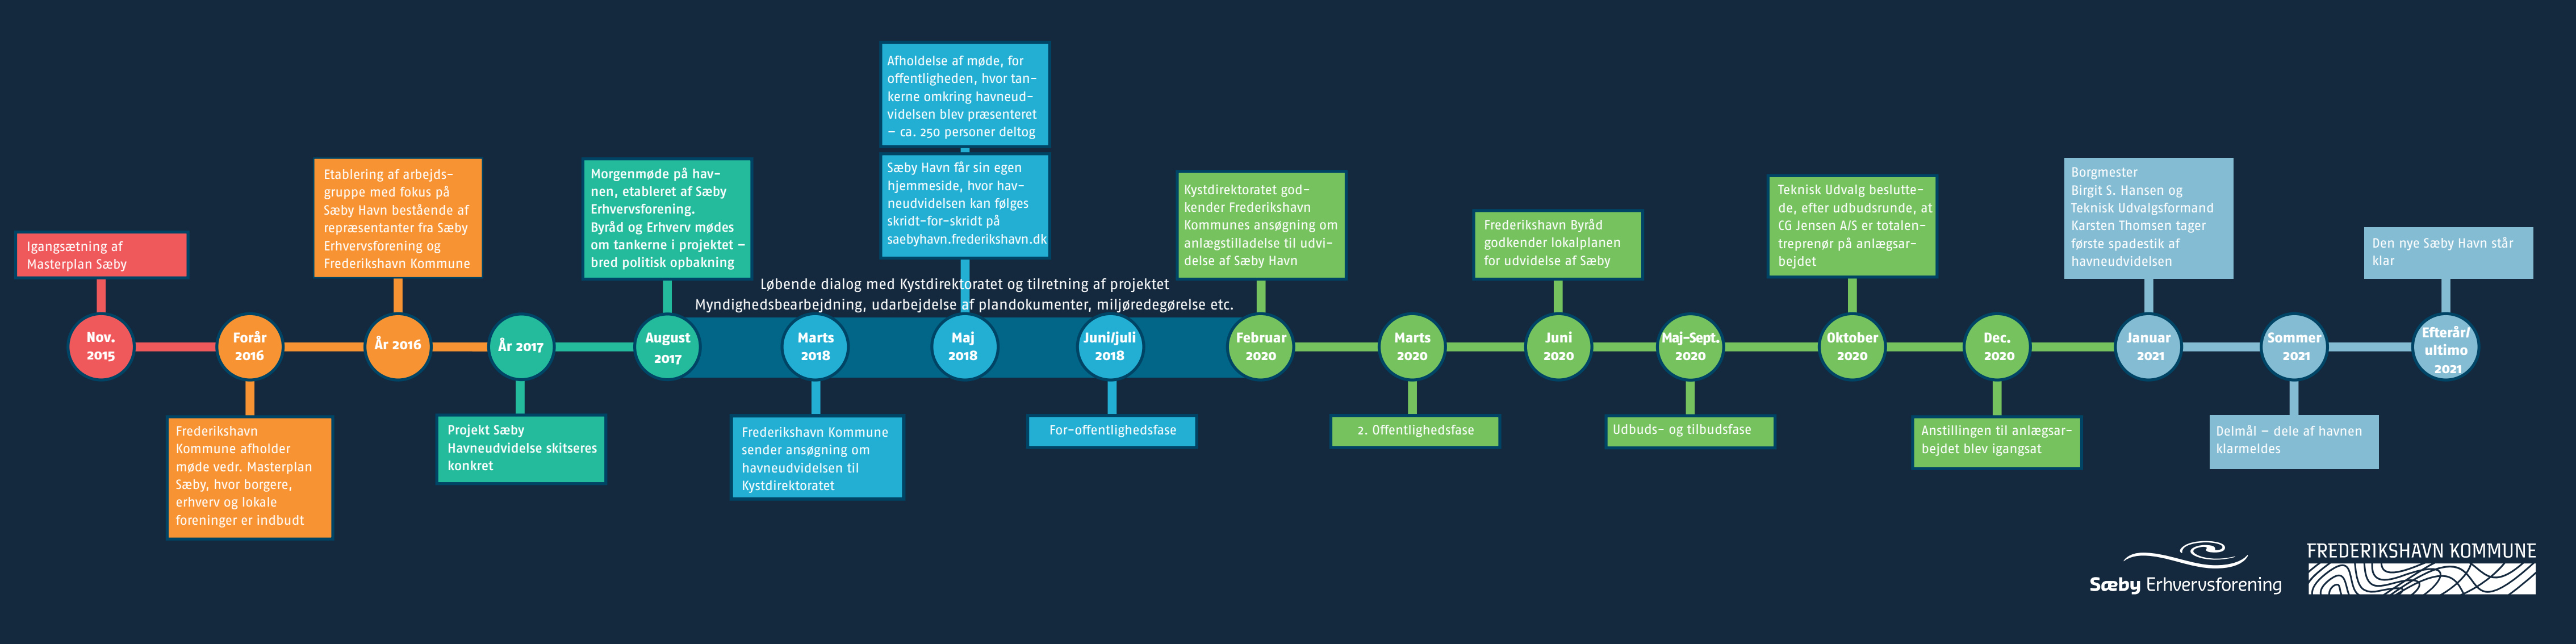 Igangsætning af
Masterplan Sæby
Nov.
2015
Forår
2016
Frederikshavn
Kommune afholder
møde vedr. Masterplan
Sæby, hvor borgere,
erhverv og lokale
foreninger er indbudt
Etablering af arbejds-
gruppe med fokus på
Sæby Havn bestående af
repræsentanter fra Sæby
Erhvervsforening og
Frederikshavn Kommune
År 2016
År 2017
Projekt Sæby
Havneudvidelse skitseres
konkret
Morgenmøde på hav-
nen, etableret af Sæby
Erhvervsforening.
Byråd og Erhverv mødes
om tankerne i projektet –
bred politisk opbakning
August
2017
Løbende dialog med Kystdirektoratet og tilretning af projektet
Myndighedsbearbejdning, udarbejdelse af plandokumenter, miljøredegørelse etc.
Marts
2018
Frederikshavn Kommune
sender ansøgning om
havneudvidelsen til
Kystdirektoratet
Afholdelse af møde, for
offentligheden, hvor tan-
kerne omkring havneud-
videlsen blev præsenteret
– ca. 250 personer deltog
Sæby Havn får sin egen
hjemmeside, hvor hav-
neudvidelsen kan følges
skridt-for-skridt på
saebyhavn.frederikshavn.dk
Maj
2018
Juni/juli
2018
For-offentlighedsfase
Kystdirektoratet god-
kender Frederikshavn
Kommunes ansøgning om
anlægstilladelse til udvi-
delse af Sæby Havn
Februar
2020
Marts
2020
2. Offentlighedsfase
Frederikshavn Byråd
godkender lokalplanen
for udvidelse af Sæby
Juni
2020
Maj-Sept.
2020
Udbuds- og tilbudsfase
Teknisk Udvalg beslutte-
de, efter udbudsrunde, at
CG Jensen A/S er totalen-
treprenør på anlægsar-
bejdet
Oktober
2020
Dec.
2020
Anstillingen til anlægsar-
bejdet blev igangsat
Borgmester
Birgit S. Hansen og
Teknisk Udvalgsformand
Karsten Thomsen tager
første spadestik af
havneudvidelsen
Januar
2021
Sommer
2021
Delmål – dele af havnen
klarmeldes
Den nye Sæby Havn står
klar
Efterår/
ultimo
2021
Sæby Erhvervsforening
FREDERIKSHAVN KOMMUNE